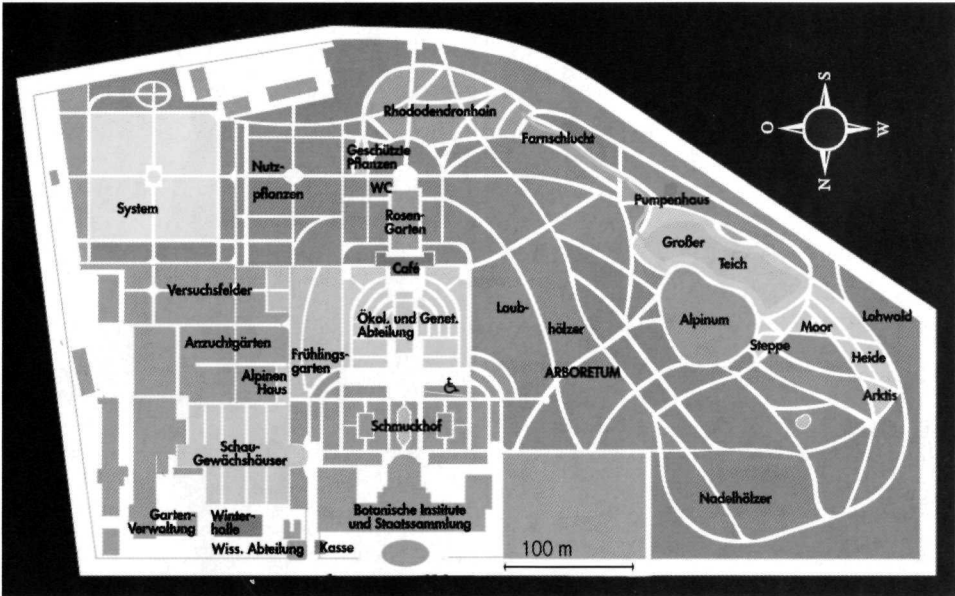 S
O
W
N
Rhododendronhain
Farnschlucht
Geschützte
Pflanzen
Nutz-
pflanzen
WC
System
Rosen-
Garten
Pumpenhaus
Großer
Teich
Café
Versuchsfelder
Laub-
hölzer
Ökol. und Genet.
Abteilung
Alpinum
Moor
Lohwald
Steppe
Anzuchtgärten
Frühlings-
garten
Heide
Alpinen
Haus
ARBORETUM
Arktis
Schmuckhof
Schau-
Gewächshäuser
Nadelhölzer
Garten-
Verwaltung
Winter-
halle
Botanische Institute
und Staatssammlung
Wiss. Abteilung
Kasse
100 m